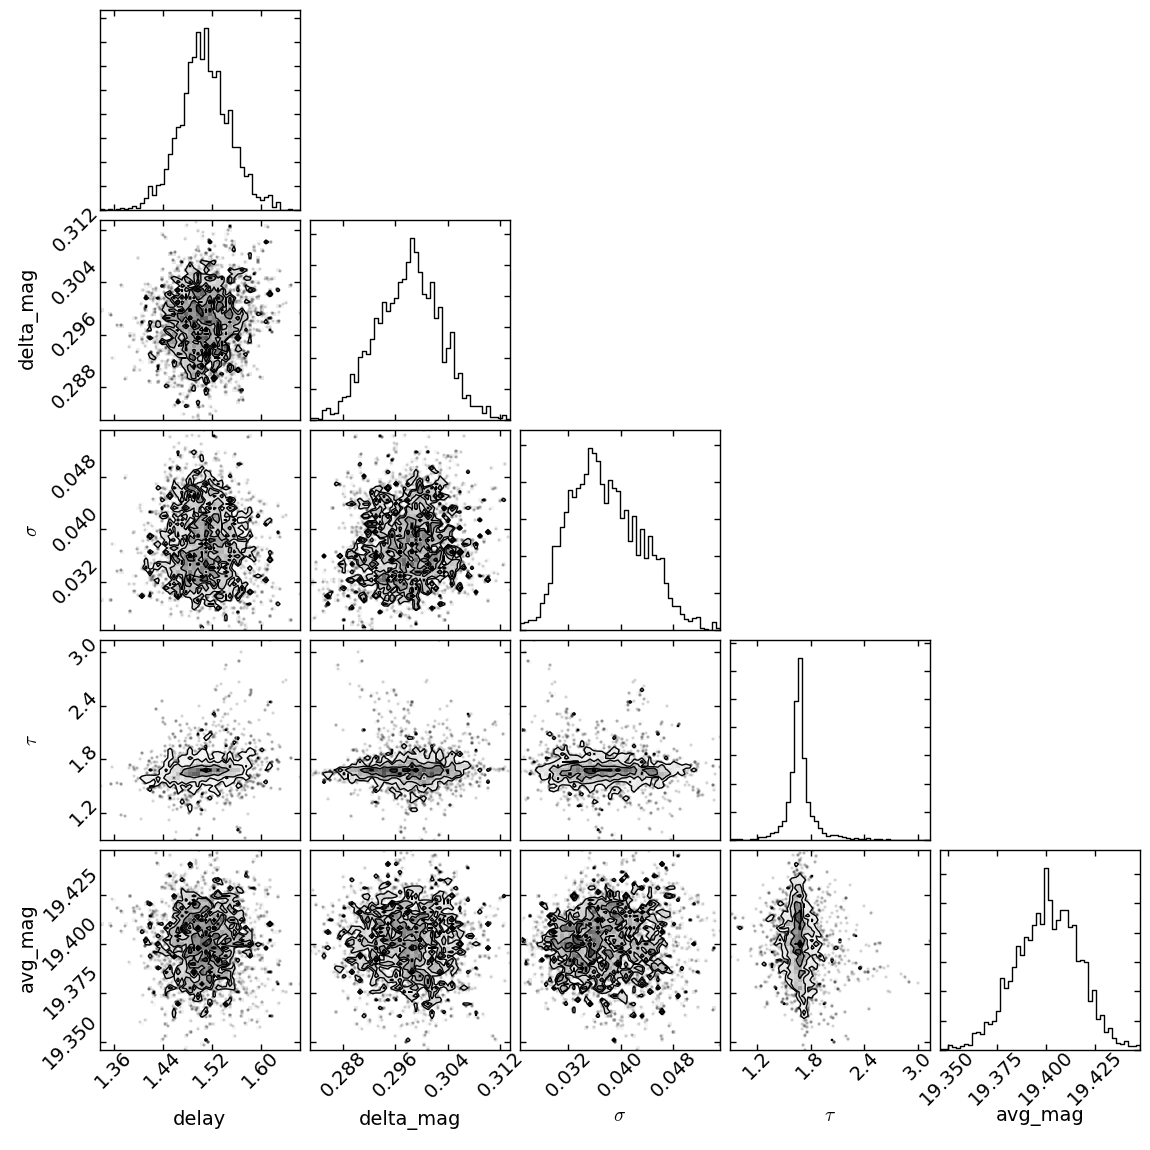 0.312
0.304
0.296
0.288
delta_mag
0.048
0.040
0.032
σ
3.0
2.4
1.8
1.2
τ
19.425
19.400
19.375
19.350
avg_mag
1.36 1.44 1.52 1.60
0.288 0.296 0.304 0.312
0.032 0.040 0.048
1.2 1.8 2.4 3.0
19.350 19.375 19.400 19.425
delay delta_mag σ τ avg_mag